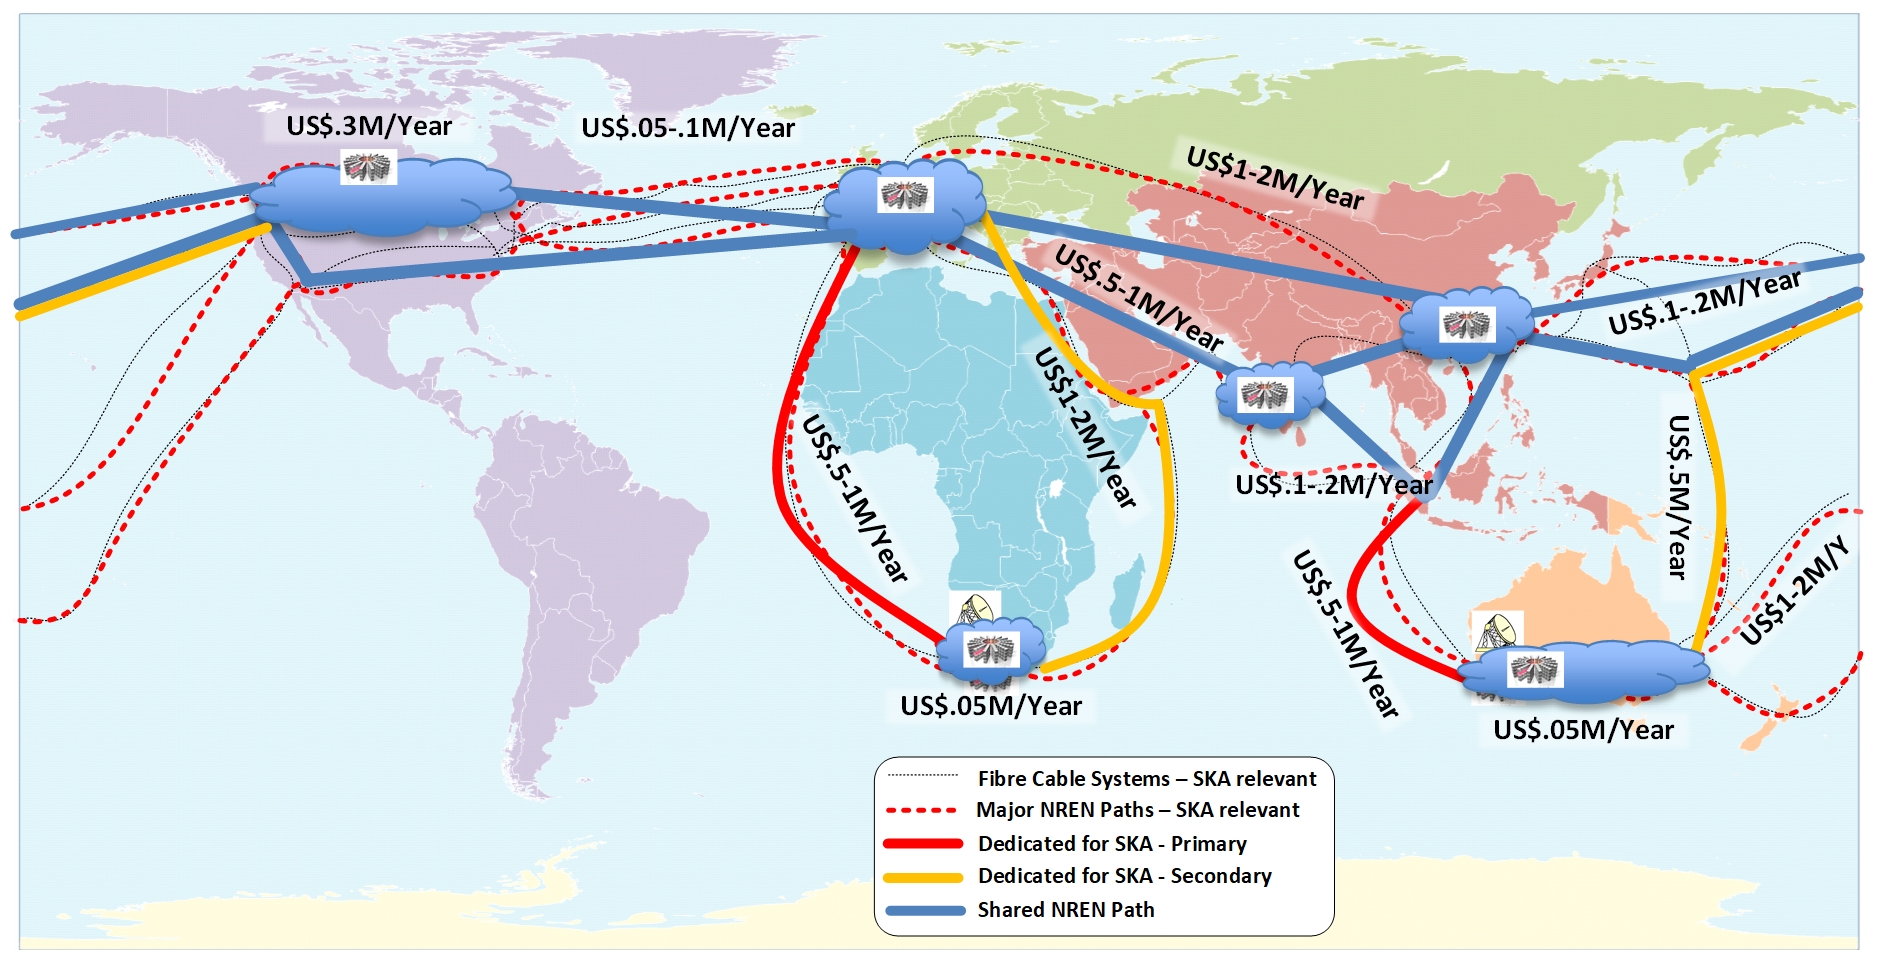 US$.3M/Year
US$.05-.1M/Year
US$1-2M/Year
US$.5-1M/Year
US$.1-.2M/Year
US$1-2M/Year
US$.5-1M/Year
US$.1-.2M/Year
US$.5M/Year
US$1-2M/Y
US$.5-1M/Year
US$.05M/Year
US$.05M/Year
Fibre Cable Systems – SKA relevant
Major NREN Paths – SKA relevant
Dedicated for SKA - Primary
Dedicated for SKA - Secondary
Shared NREN Path